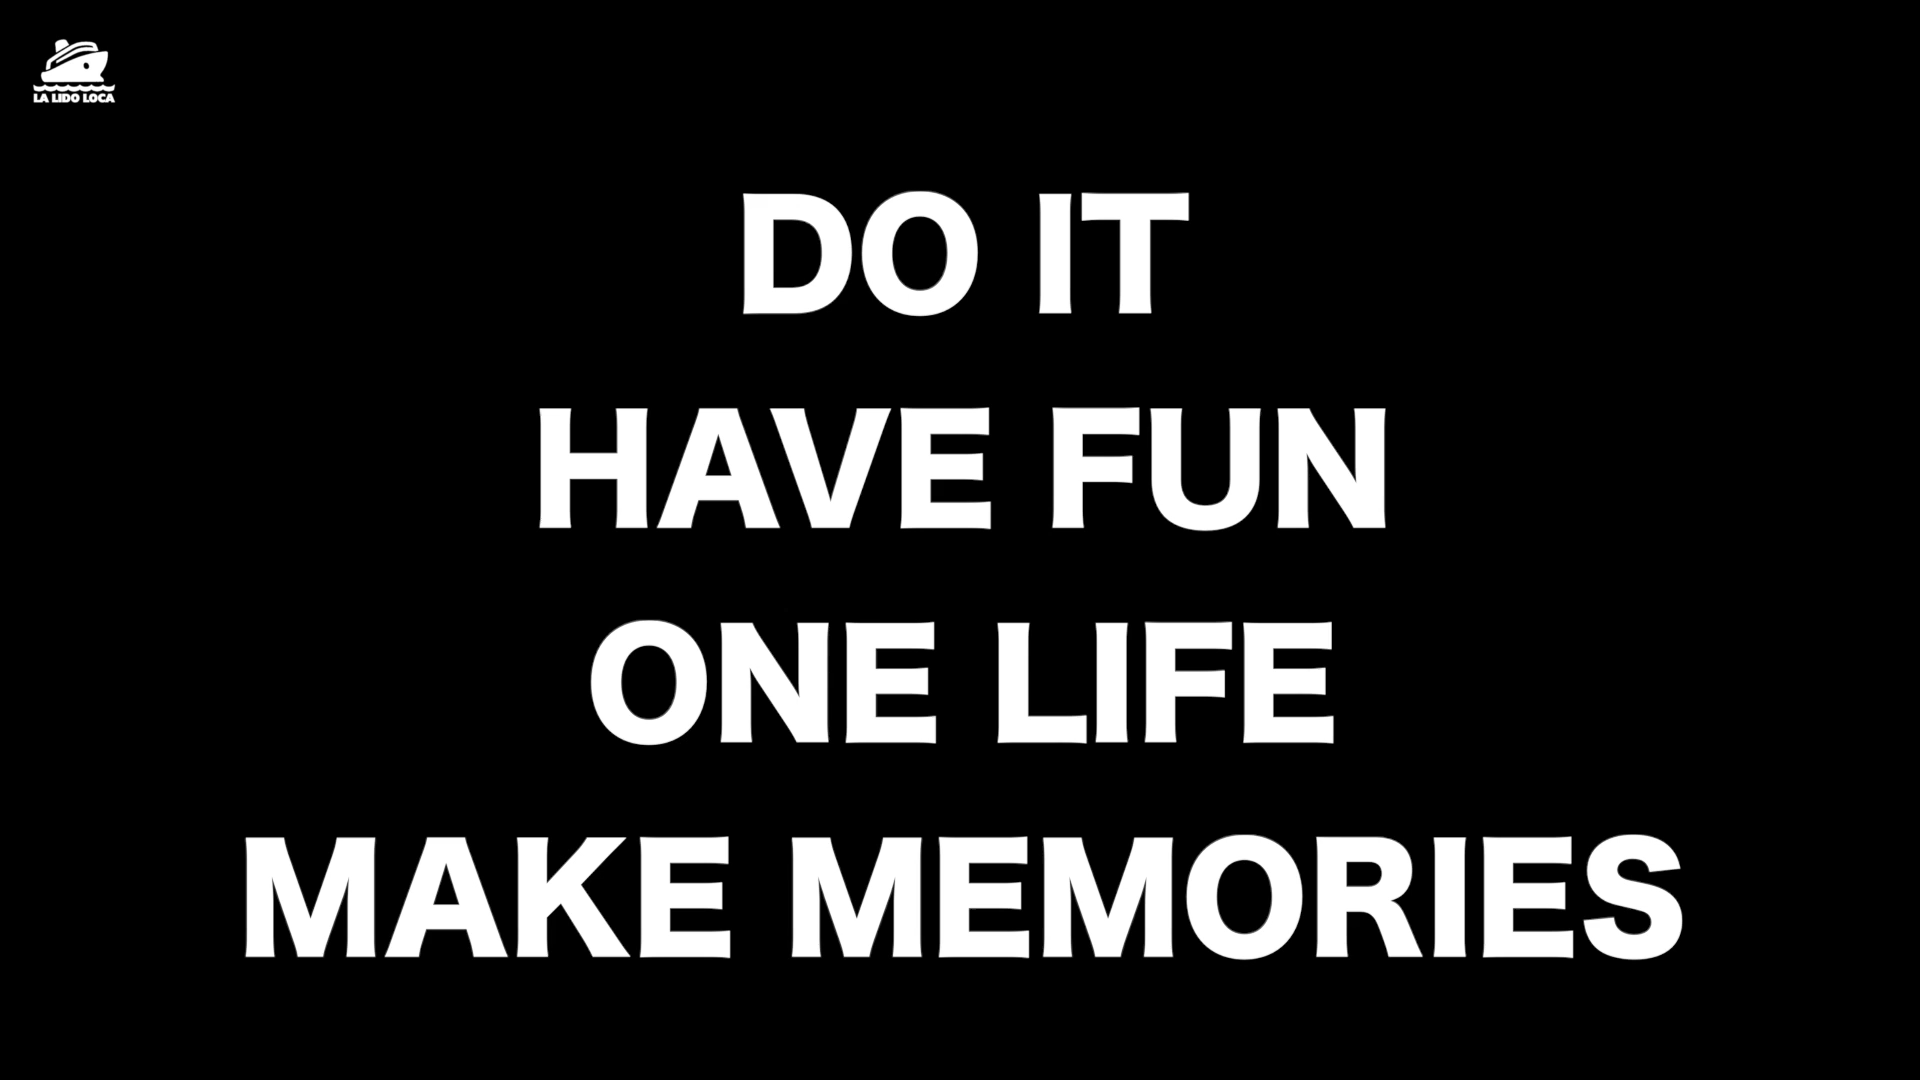 LA LIDO LOCA
DO IT
HAVE FUN
ONE LIFE
MAKE MEMORIES